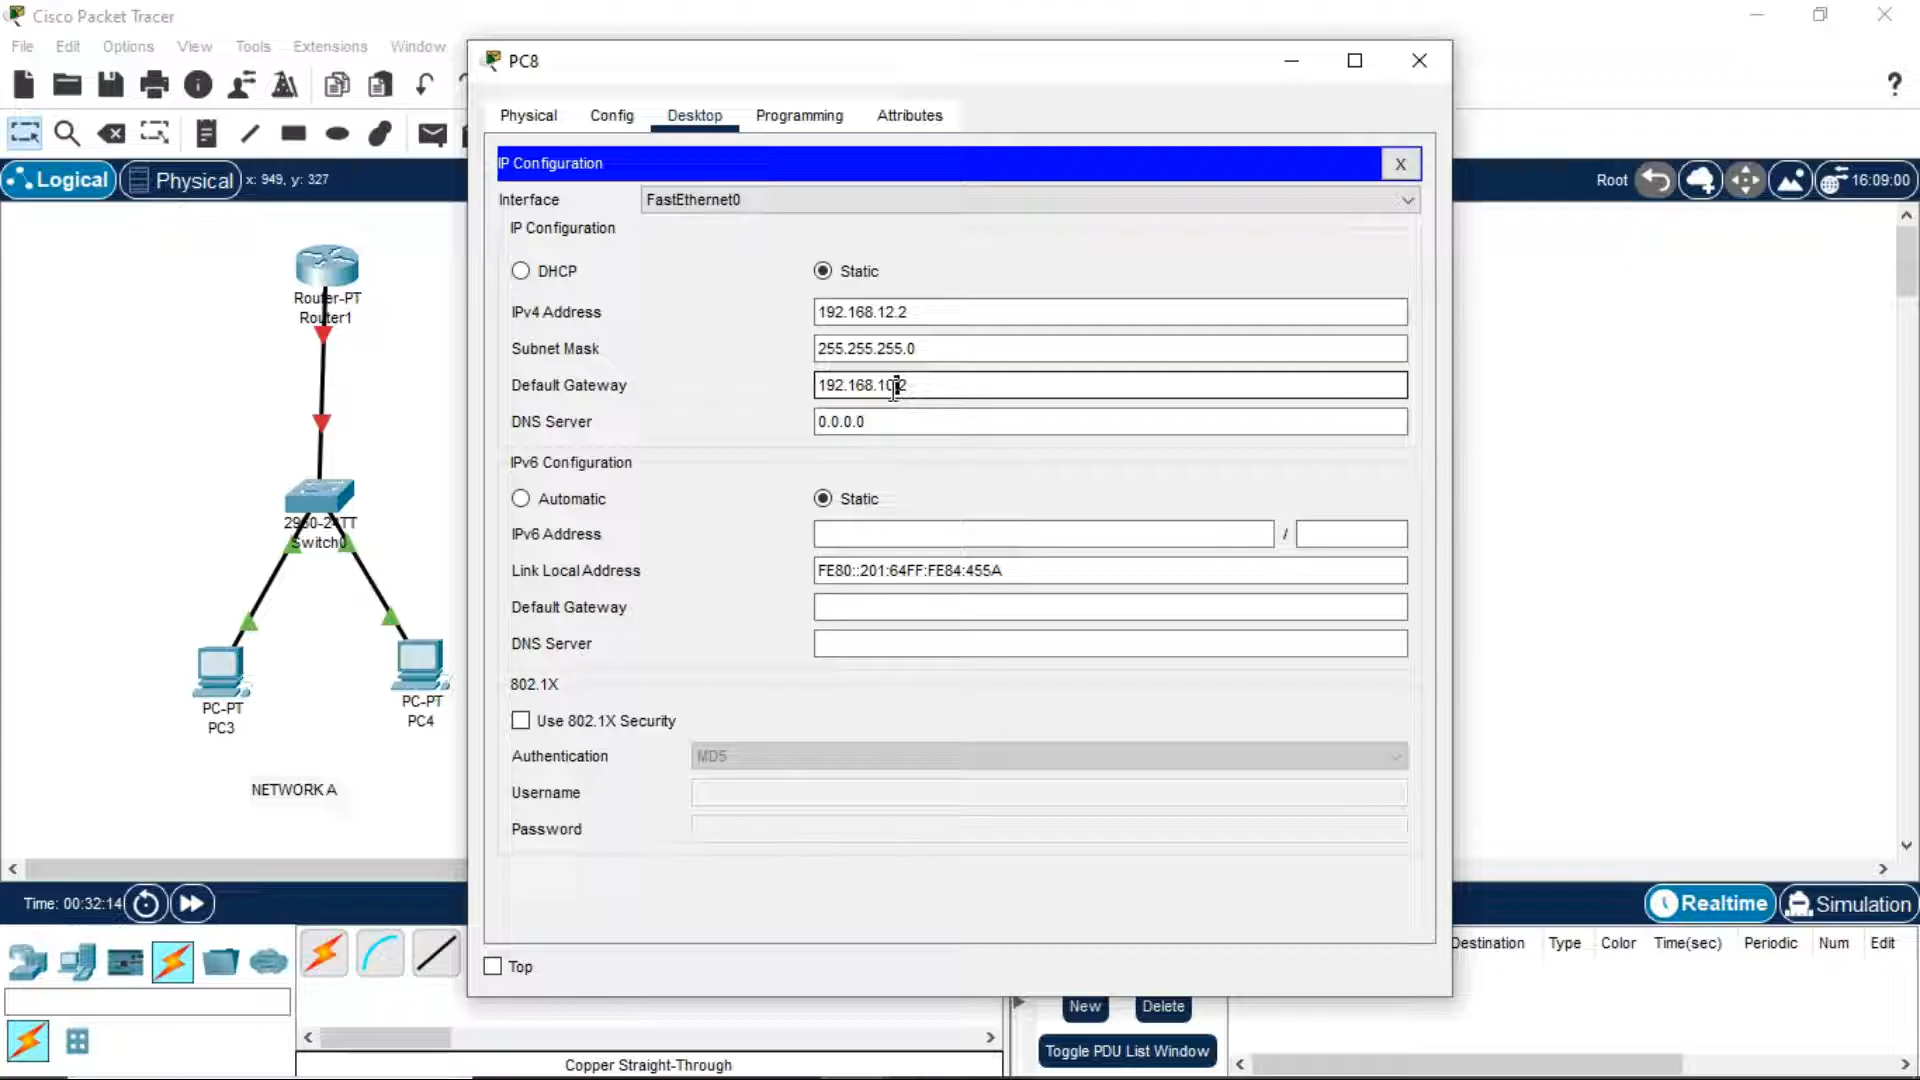 Cisco Packet Tracer
File Edit Options View Tools Extensions Window
?
Logical Physical x: 949, y: 327
Root 16:09:00
Router-PT
Router1
2950-24TT
Switch0
PC-PT
PC3
PC-PT
PC4
NETWORK A
PC8
Physical Config Desktop Programming Attributes
IP Configuration X
Interface FastEthernet0
IP Configuration
DHCP Static
IPv4 Address 192.168.12.2
Subnet Mask 255.255.255.0
Default Gateway 192.168.10.2
DNS Server 0.0.0.0
IPv6 Configuration
Automatic Static
IPv6 Address /
Link Local Address FE80::201:64FF:FE84:455A
Default Gateway
DNS Server
802.1X
Use 802.1X Security
Authentication MD5
Username
Password
Top
Time: 00:32:14
Realtime Simulation
Destination Type Color Time(sec) Periodic Num Edit
New Delete
Toggle PDU List Window
Copper Straight-Through